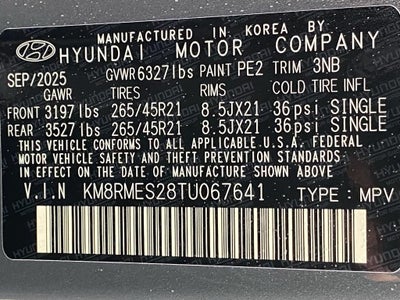 MANUFACTURED IN KOREA BY
HYUNDAI MOTOR COMPANY
SEP/2025 GVWR6327lbs PAINT PE2 TRIM 3NB
GAWR TIRES RIMS COLD TIRE INFL
FRONT 3197lbs 265/45R21 8.5JX21 36psi SINGLE
REAR 3527lbs 265/45R21 8.5JX21 36psi SINGLE
THIS VEHICLE CONFORMS TO ALL APPLICABLE U.S.A. FEDERAL
MOTOR VEHICLE SAFETY AND THEFT PREVENTION STANDARDS
IN EFFECT ON THE DATE OF MANUFACTURE SHOWN ABOVE
V.I.N KM8RMES28TU067641 TYPE: MPV